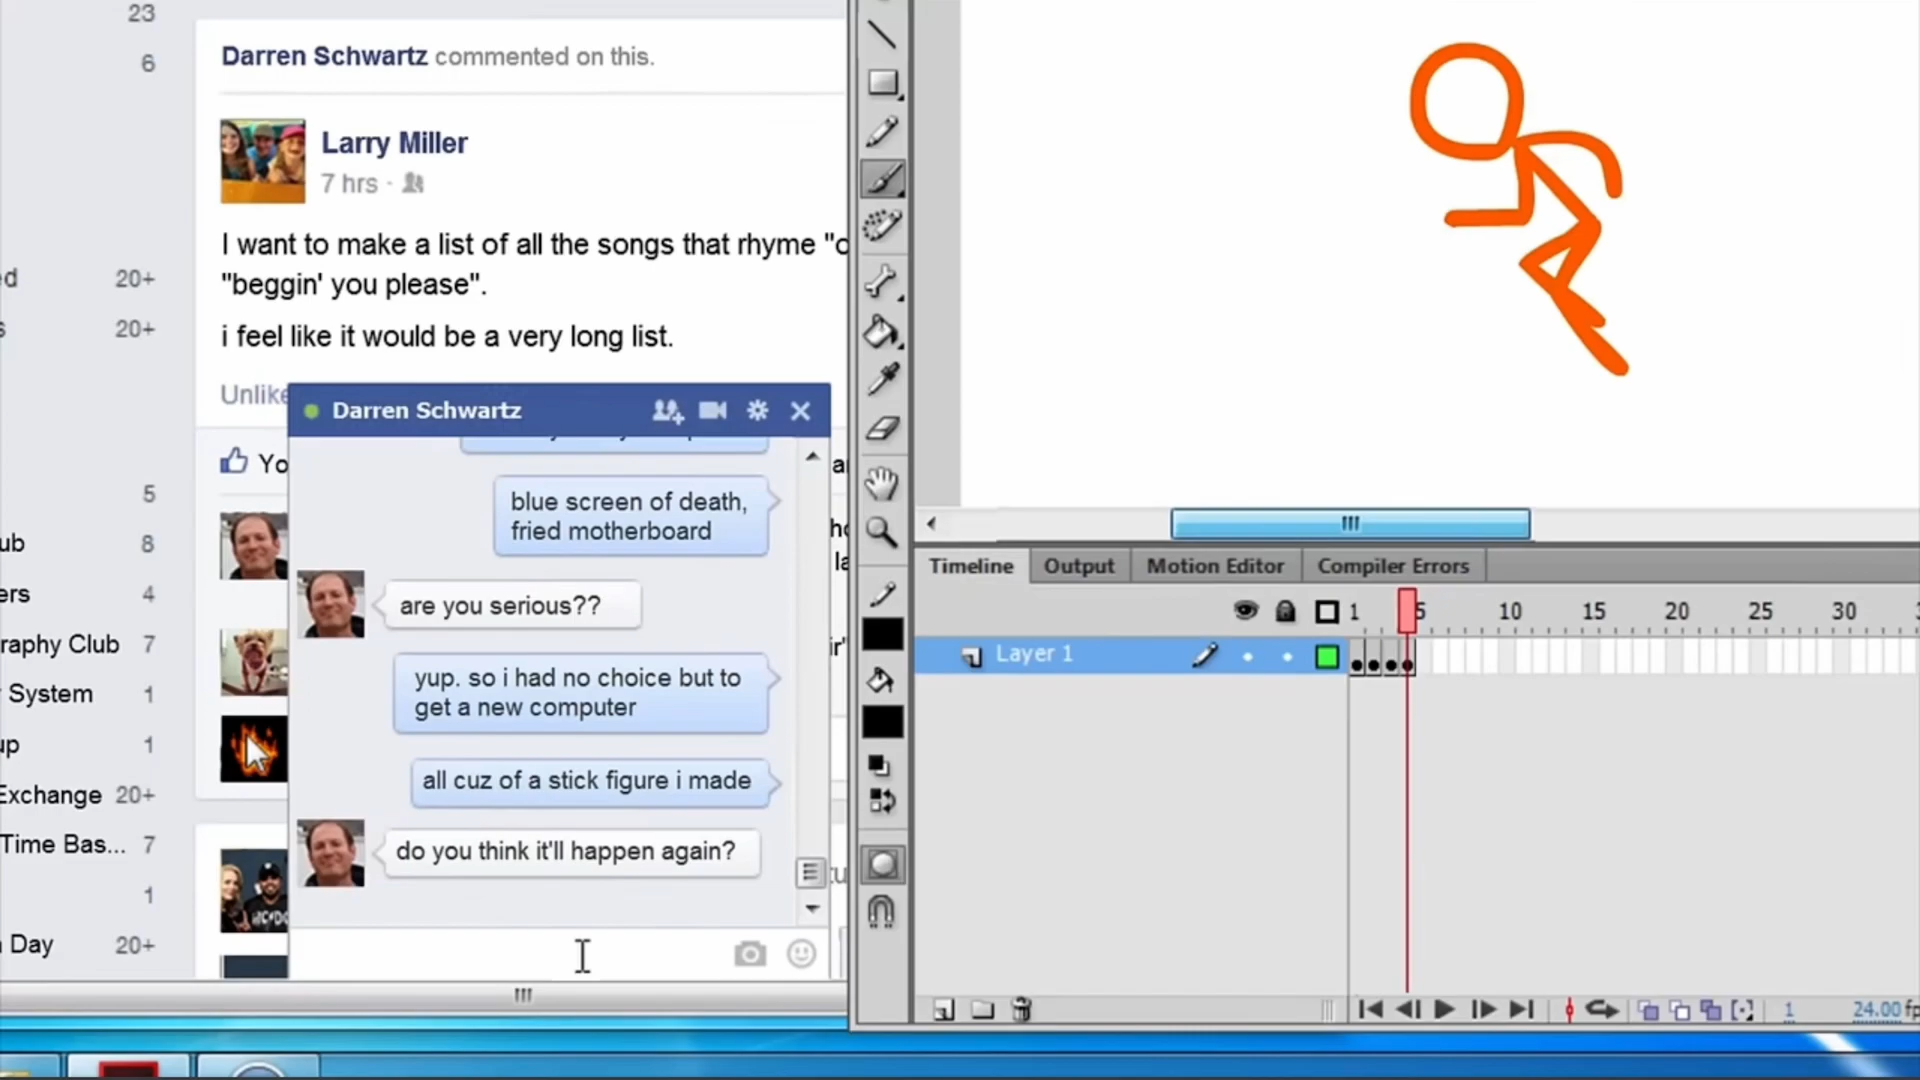 23
6
Darren Schwartz commented on this.
Larry Miller
7 hrs ·
I want to make a list of all the songs that rhyme "
"beggin' you please".
i feel like it would be a very long list.
20+
20+
Unlike
Darren Schwartz
blue screen of death,
fried motherboard
are you serious??
yup. so i had no choice but to
get a new computer
all cuz of a stick figure i made
do you think it'll happen again?
5
ub 8
ers 4
raphy Club 7
System 1
up 1
Exchange 20+
Time Bas... 7
1
Day 20+
Timeline Output Motion Editor Compiler Errors
1 5 10 15 20 25 30
Layer 1
1 24.00 fp